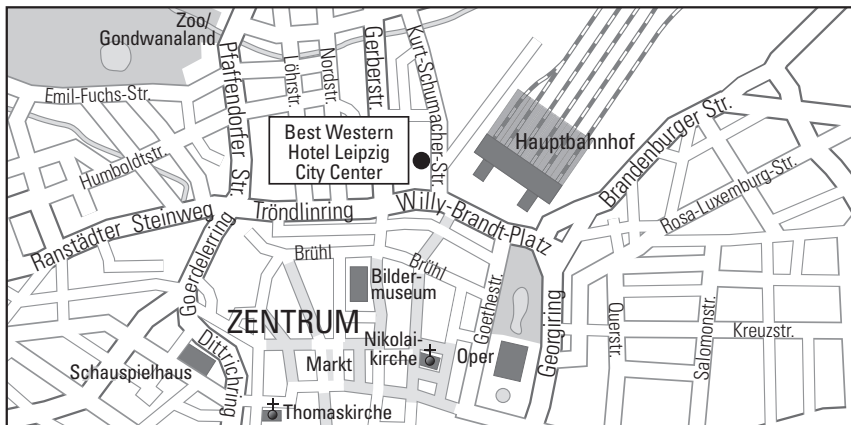 Zoo/
Gondwanaland
Pfaffendorfer Str.
Löhrstr.
Nordstr.
Gerberstr.
Kurt-Schumacher-Str.
Emil-Fuchs-Str.
Humboldtstr.
Best Western
Hotel Leipzig
City Center
Hauptbahnhof
Brandenburger Str.
Rosa-Luxemburg-Str.
Ranstädter Steinweg
Goerdelerring
Tröndlinring
Willy-Brandt-Platz
Brühl
Brühl
Bilder-
museum
Goethestr.
Georgiring
Querstr.
Salomonstr.
Kreuzstr.
ZENTRUM
Dittrichring
Schauspielhaus
Markt
Nikolai-
kirche
Oper
Thomaskirche